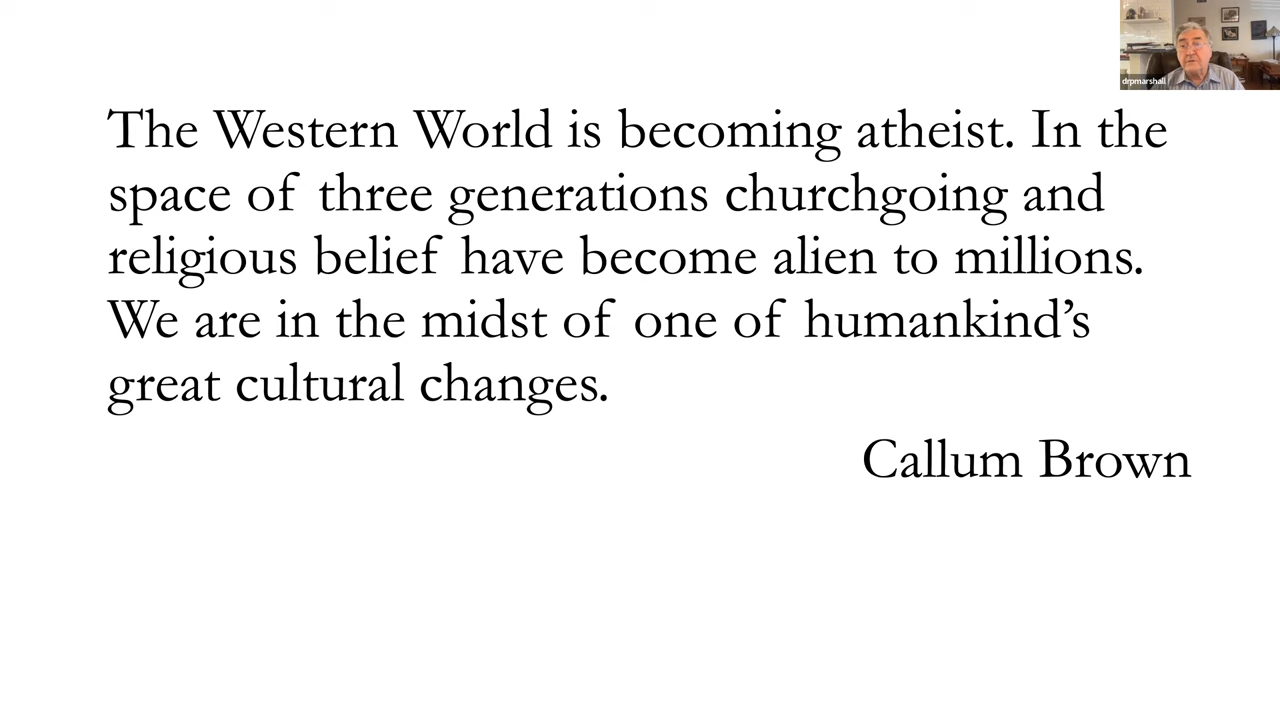 drpmarshall
The Western World is becoming atheist. In the
space of three generations churchgoing and
religious belief have become alien to millions.
We are in the midst of one of humankind’s
great cultural changes.
Callum Brown